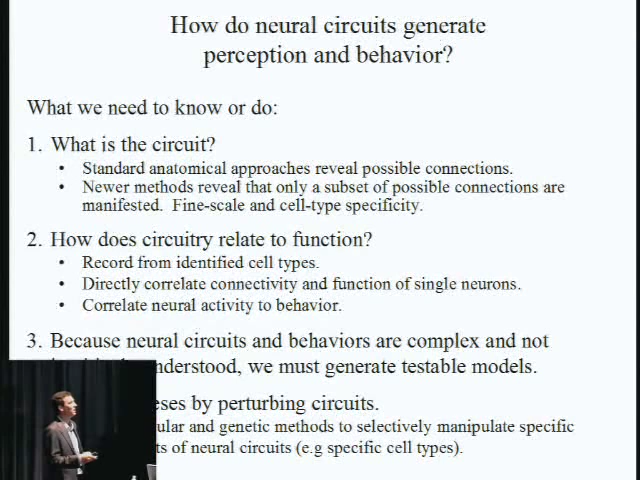 How do neural circuits generate
perception and behavior?
What we need to know or do:
1. What is the circuit?
• Standard anatomical approaches reveal possible connections.
• Newer methods reveal that only a subset of possible connections are
manifested. Fine-scale and cell-type specificity.
2. How does circuitry relate to function?
• Record from identified cell types.
• Directly correlate connectivity and function of single neurons.
• Correlate neural activity to behavior.
3. Because neural circuits and behaviors are complex and not
understood, we must generate testable models.
by perturbing circuits.
and genetic methods to selectively manipulate specific
of neural circuits (e.g specific cell types).